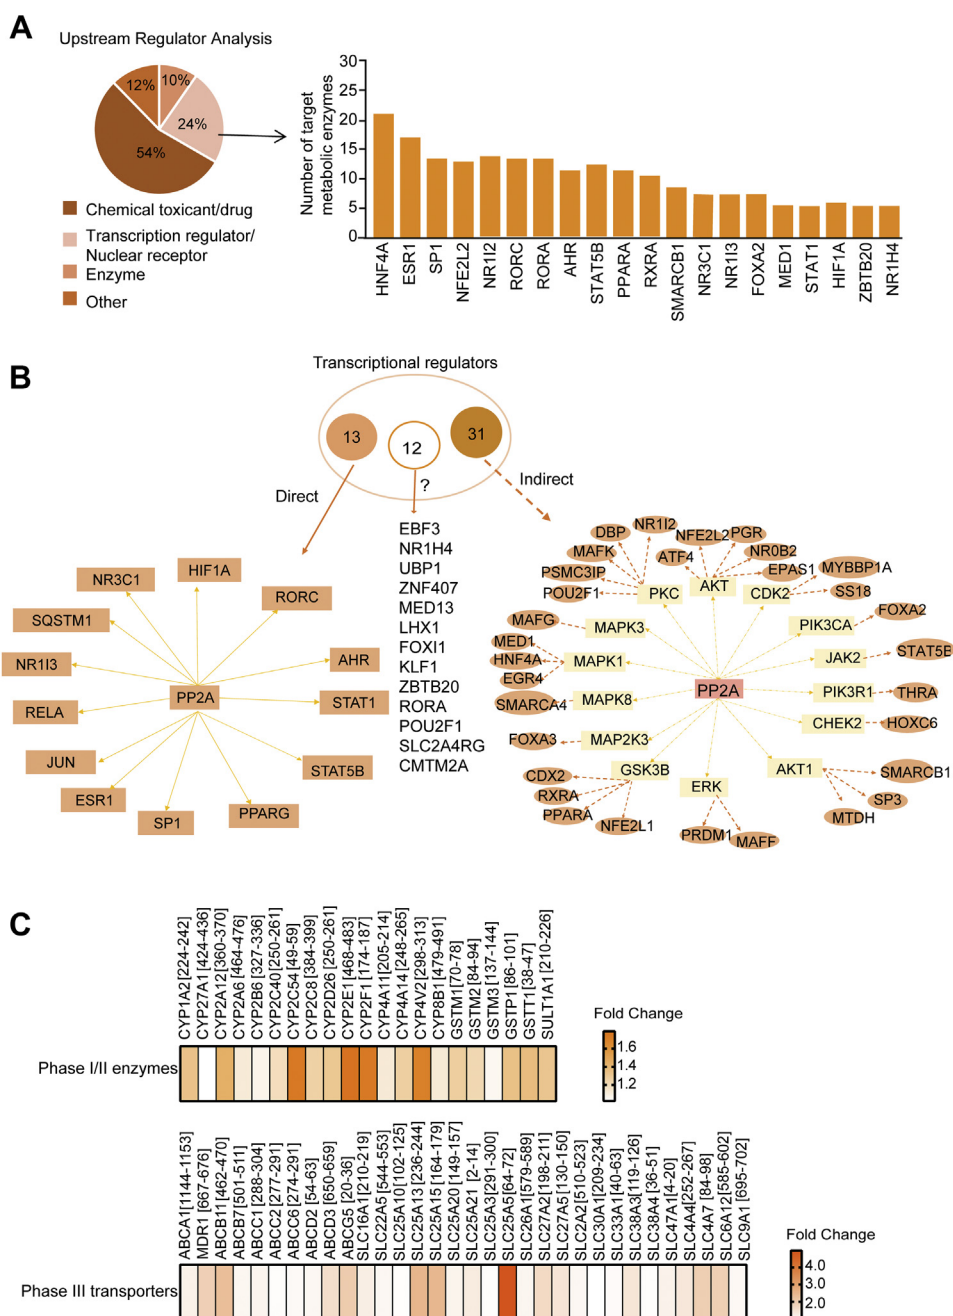 A
Upstream Regulator Analysis
12%
10%
24%
54%
Chemical toxicant/drug
Transcription regulator/
Nuclear receptor
Enzyme
Other
Number of target
metabolic enzymes
30
25
20
15
10
5
0
HNF4A
ESR1
SP1
NFE2L2
NR1I2
RORC
RORA
AHR
STAT5B
PPARA
RXRA
SMARCB1
NR3C1
NR1I3
FOXA2
MED1
STAT1
HIF1A
ZBTB20
NR1H4
B
Transcriptional regulators
13
12
31
Direct
?
Indirect
HIF1A
NR3C1
RORC
SQSTM1
NR1I3
AHR
PP2A
STAT1
RELA
JUN
STAT5B
ESR1
SP1
PPARG
EBF3
NR1H4
UBP1
ZNF407
MED13
LHX1
FOXI1
KLF1
ZBTB20
RORA
POU2F1
SLC2A4RG
CMTM2A
DBP
NR1I2
NFE2L2
PGR
MAFK
ATF4
NR0B2
PSMC3IP
EPAS1
MYBBP1A
POU2F1
PKC
AKT
CDK2
SS18
MAFG
MAPK3
PIK3CA
FOXA2
MED1
HNF4A
MAPK1
JAK2
STAT5B
EGR4
SMARCA4
MAPK8
PP2A
PIK3R1
THRA
FOXA3
MAP2K3
CHEK2
HOXC6
CDX2
GSK3B
AKT1
SMARCB1
RXRA
ERK
SP3
PPARA
MTDH
NFE2L1
PRDM1
MAFF
C
CYP1A2[224-242]
CYP27A1 [424-436]
CYP2A12[360-370]
CYP2A6 [464-476]
CYP2B6 [327-336]
CYP2C40 [250-261]
CYP2C54 [49-59]
CYP2C8 [384-399]
CYP2D26 [250-261]
CYP2E1 [468-483]
CYP2F1 [174-187]
CYP4A11[205-214]
CYP4A14 [248-265]
CYP4V2 [298-313]
CYP8B1 [479-491]
GSTM1[70-78]
GSTM2 [84-94]
GSTM3 [137-144]
GSTP1 [86-101]
GSTT1 [38-47]
SULT1A1 [210-226]
Phase I/II enzymes
Fold Change
1.6
1.4
1.2
ABCA1[1144-1153]
MDR1 [667-676]
ABCB11[462-470]
ABCB7[501-511]
ABCC1 [288-304]
ABCC2 [277-291]
ABCC6 [274-291]
ABCD2 [54-63]
ABCD3 [650-659]
ABCG5 [20-36]
SLC16A1 [210-219]
SLC22A5 [544-553]
SLC25A10 [102-125]
SLC25A13 [236-244]
SLC25A15 [164-179]
SLC25A20 [149-157]
SLC25A21 [2-14]
SLC25A3[291-300]
SLC25A5[64-72]
SLC26A1[579-589]
SLC27A2 [198-211]
SLC27A5 [130-150]
SLC2A2 [510-523]
SLC30A1[209-234]
SLC33A1 [40-63]
SLC38A3 [119-126]
SLC38A4 [36-51]
SLC47A1[4-20]
SLC4A4[252-267]
SLC4A7 [84-98]
SLC6A12 [585-602]
SLC9A1 [695-702]
Phase III transporters
Fold Change
4.0
3.0
2.0